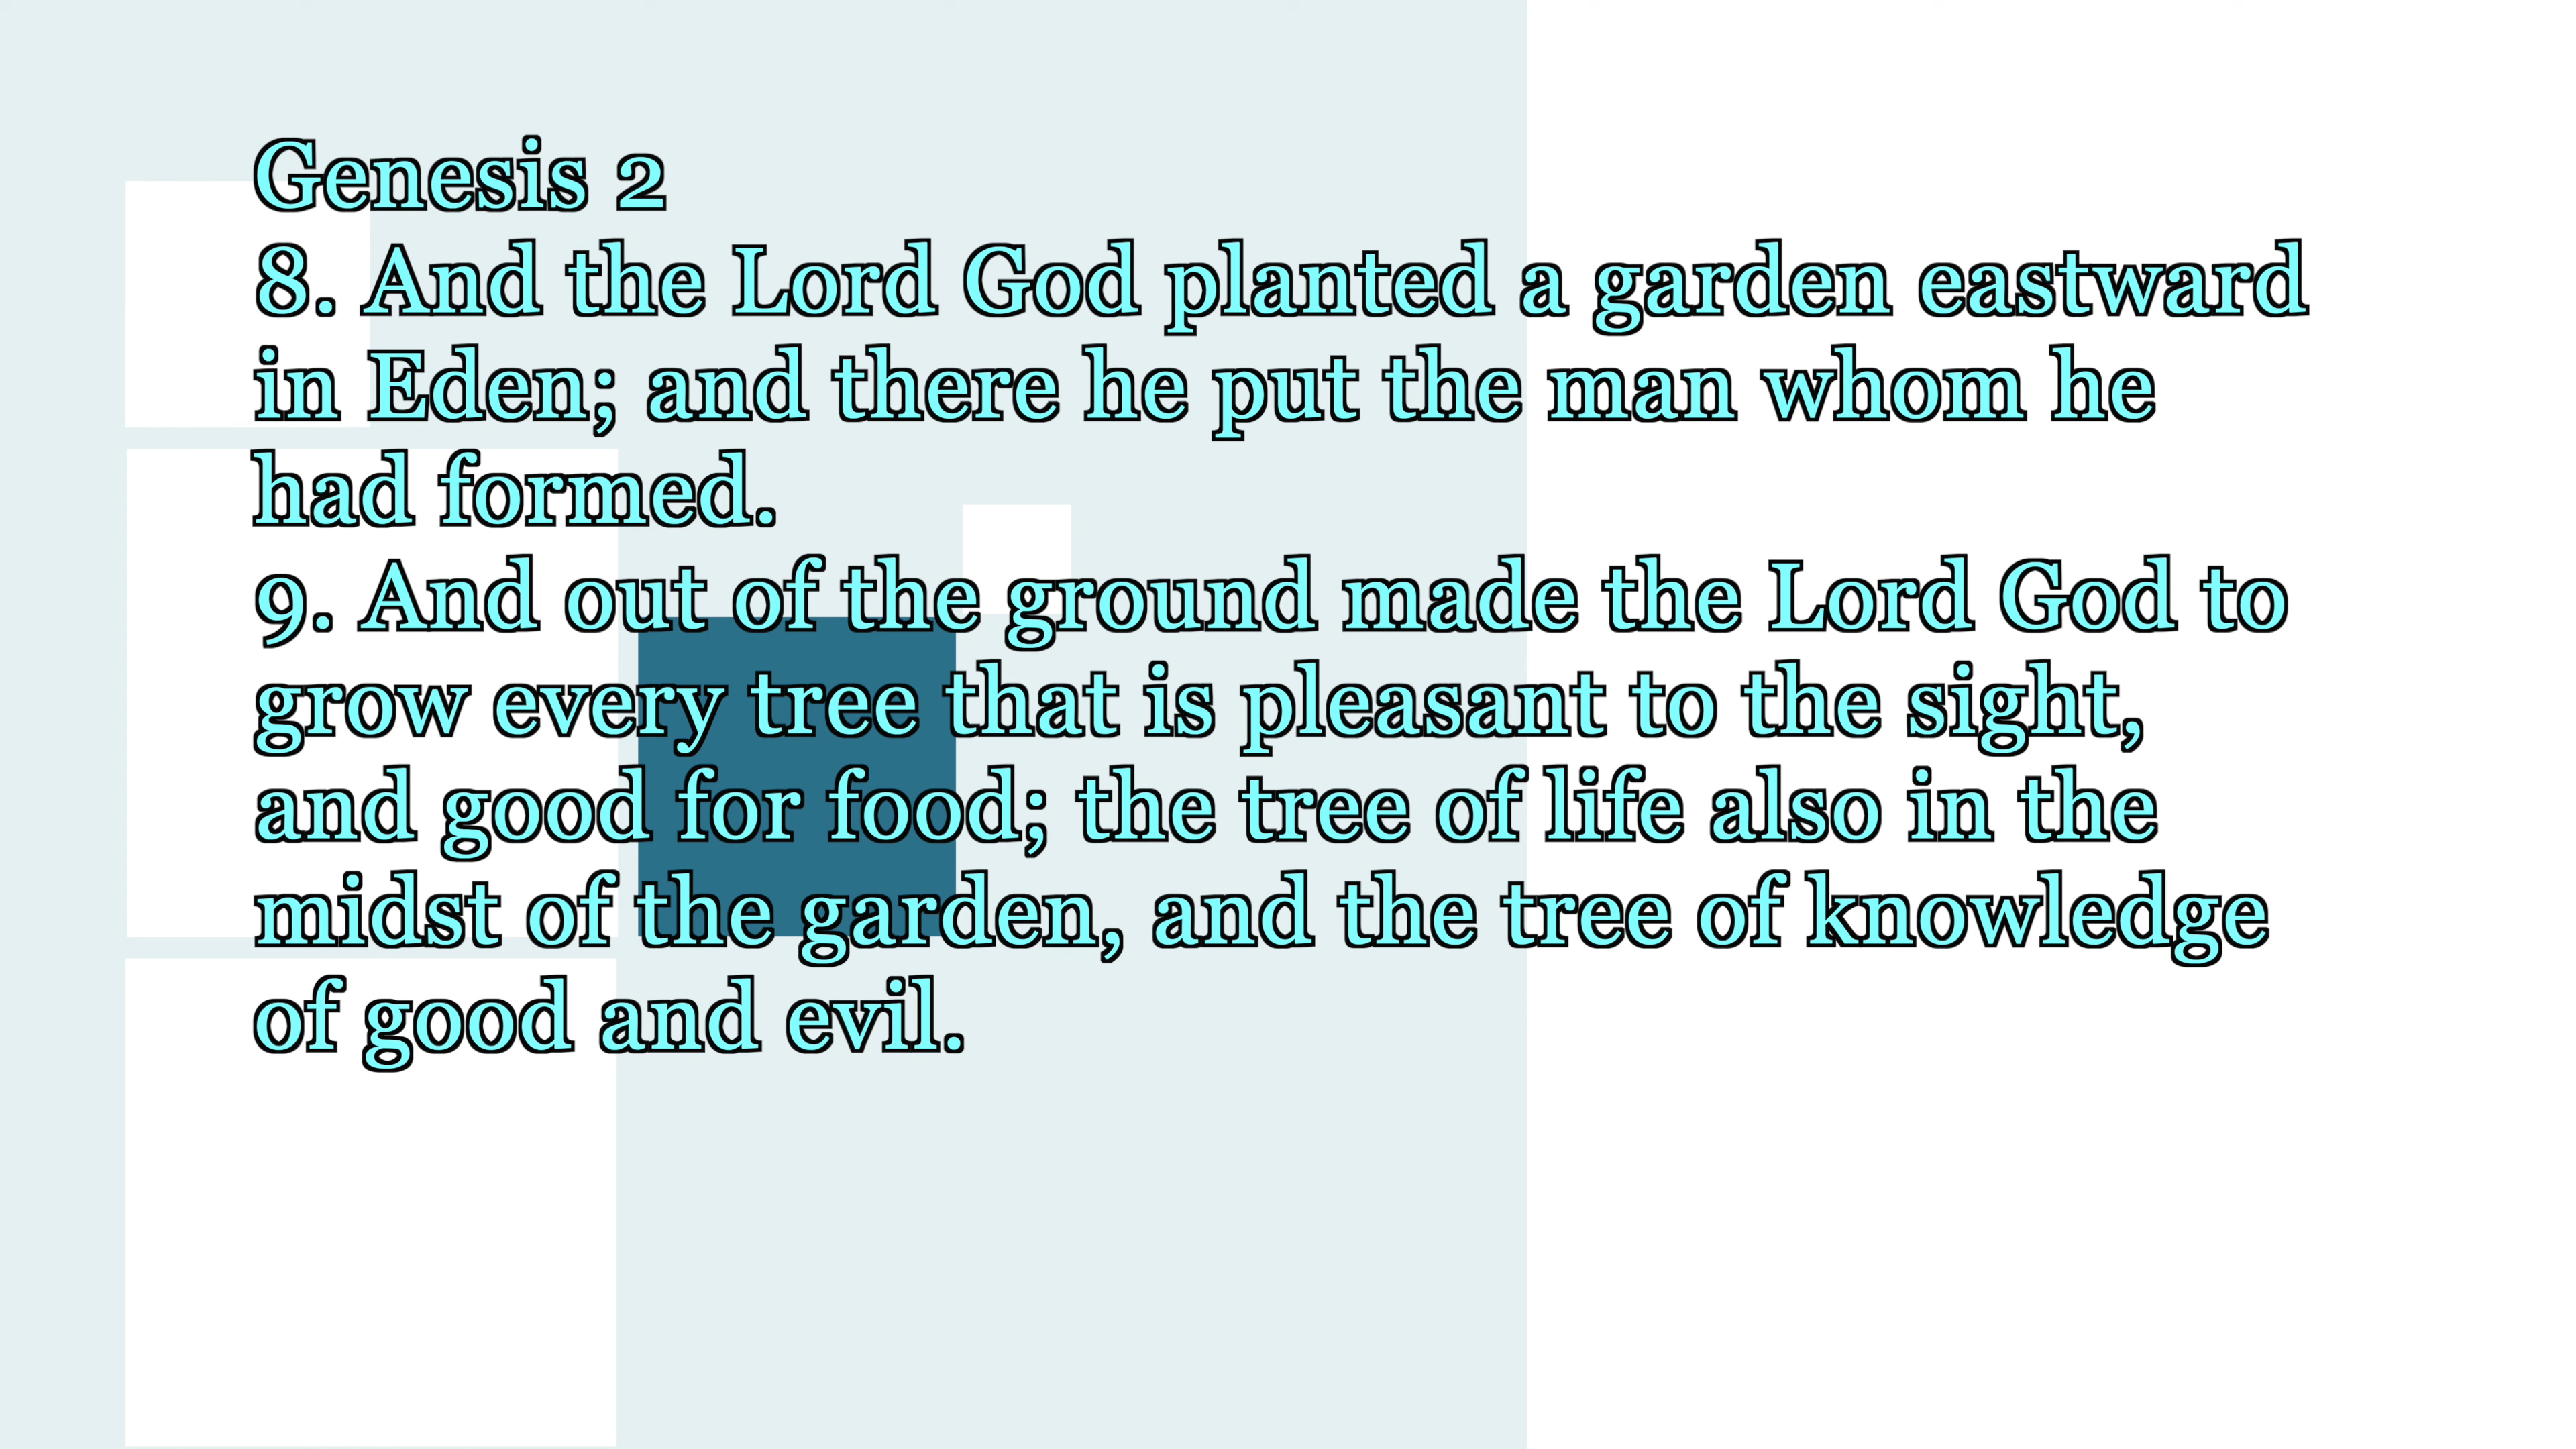 Genesis 2
8. And the Lord God planted a garden eastward
in Eden; and there he put the man whom he
had formed.
9. And out of the ground made the Lord God to
grow every tree that is pleasant to the sight,
and good for food; the tree of life also in the
midst of the garden, and the tree of knowledge
of good and evil.